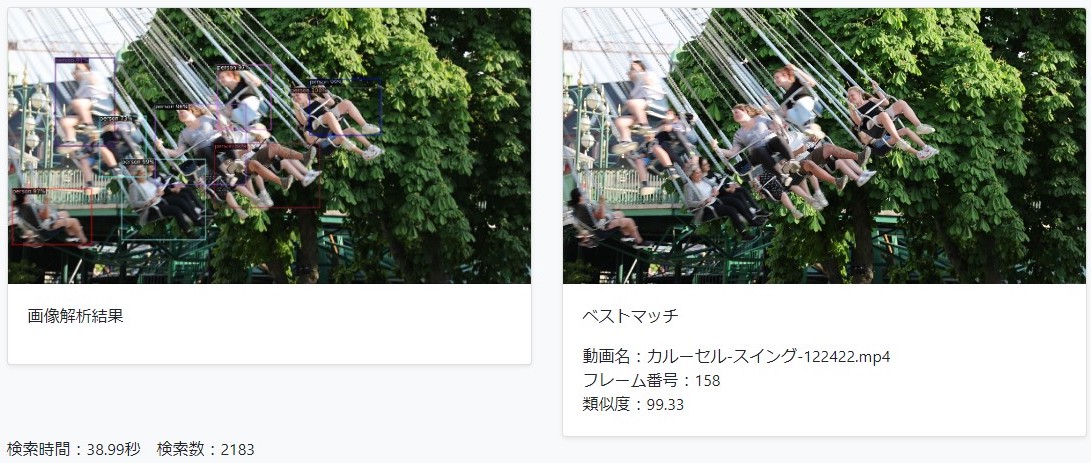 person 99%
画像解析結果
ベストマッチ
動画名：カルーセル-スイング-122422.mp4
フレーム番号：158
類似度：99.33
検索時間：38.99秒　検索数：2183